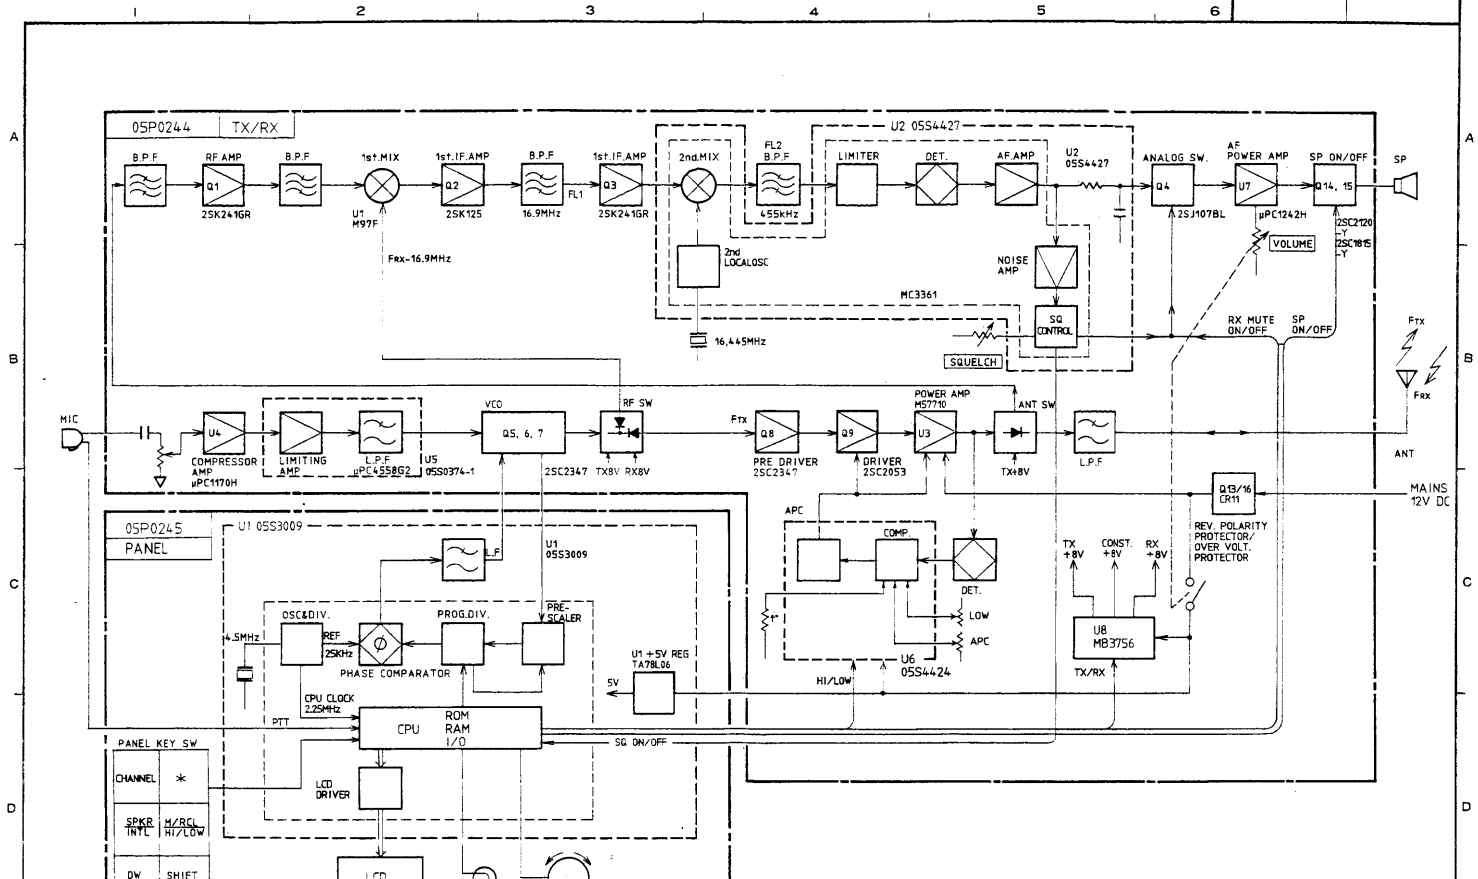 1 2 3 4 5 6
A A
05P0244 TX/RX
U2 05S4427
B.P.F
RF.AMP
B.P.F
1st.MIX
1st.IF.AMP
B.P.F
1st.IF.AMP
2nd.MIX
FL2
B.P.F
LIMITER
DET.
AF.AMP
U2
05S4427
ANALOG SW.
AF
POWER AMP
SP ON/OFF
SP
Q1
Q2
Q3
Q4
U7
Q14, 15
2SK241GR
U1
M97F
2SK125
16.9MHz
FL1
2SK241GR
455kHz
2SJ107BL
μPC1242H
2SC2120
-Y
2SC1815
-Y
VOLUME
FRX-16.9MHz
2nd
LOCALOSC
NOISE
AMP
MC3361
SQ
CONTROL
16,445MHz
SQUELCH
RX MUTE
ON/OFF
SP
ON/OFF
FTX
FRX
ANT
B B
MIC
VCO
RF SW
FTX
POWER AMP
M57710
ANT SW
U4
Q5, 6, 7
Q8
Q9
U3
COMPRESSOR
AMP
μPC1170H
LIMITING
AMP
L.P.F
μPC4558G2
U5
05S0374-1
2SC2347
TX8V RX8V
PRE DRIVER
2SC2347
DRIVER
2SC2053
TX+8V
L.P.F
Q13/16
CR11
MAINS
12V DC
REV. POLARITY
PROTECTOR/
OVER VOLT.
PROTECTOR
05P0245
PANEL
U1 05S3009
L.F
U1
05S3009
APC
COMP.
DET.
TX
+8V
CONST.
+8V
RX
+8V
C C
OSC&DIV.
PROG.DIV.
PRE-
SCALER
4.5MHz
REF
25KHz
Φ
PHASE COMPARATOR
LOW
APC
U6
05S4424
U8
MB3756
TX/RX
U1 +5V REG
TA78L06
5V
HI/LOW
CPU CLOCK
2.25MHz
PTT
CPU
ROM
RAM
I/O
SQ ON/OFF
PANEL KEY SW
CHANNEL *
LCD
DRIVER
SPKR
INTL
M/RCL
HI/LOW
D D
DW SHIFT
LCD